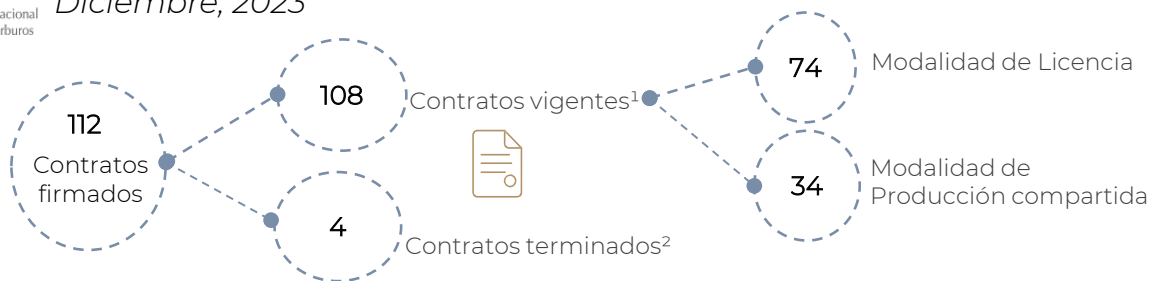 acional
rburos
Diciembre, 2023
112
Contratos
firmados
108
Contratos vigentes¹
4
Contratos terminados²
74
Modalidad de Licencia
34
Modalidad de
Producción compartida